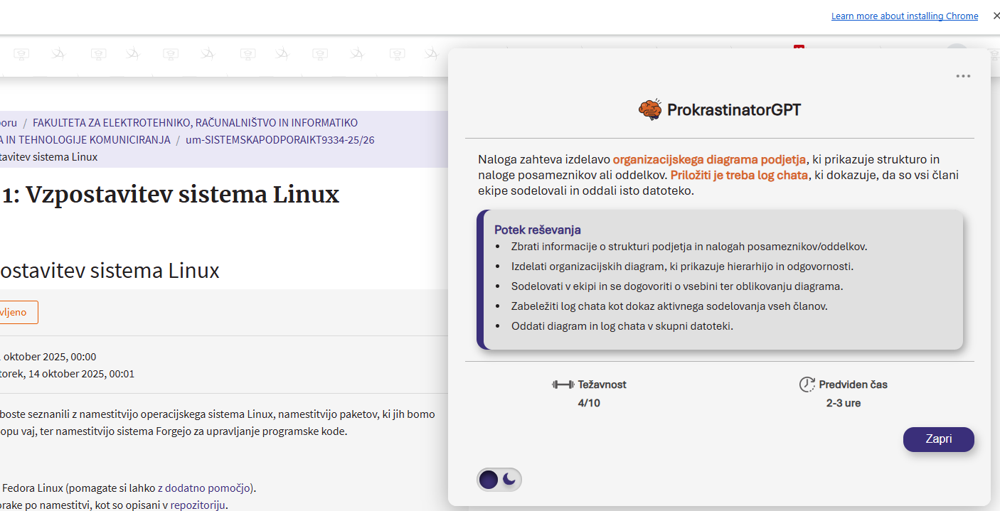 Learn more about installing Chrome
oru / FAKULTETA ZA ELEKTROTEHNIKO, RAČUNALNIŠTVO IN INFORMATIKO
A IN TEHNOLOGIJE KOMUNICIRANJA / um-SISTEMSKAPODPORAIKT9334-25/26
tavitev sistema Linux
1: Vzpostavitev sistema Linux
ostavitev sistema Linux
vljeno
oktober 2025, 00:00
torek, 14 oktober 2025, 00:01
boste seznanili z namestitvijo operacijskega sistema Linux, namestitvijo paketov, ki jih bomo
opu vaj, ter namestitvijo sistema Forgejo za upravljanje programske kode.
Fedora Linux (pomagate si lahko z dodatno pomočjo).
orake po namestitvi, kot so opisani v repozitoriju.
ProkrastinatorGPT
Naloga zahteva izdelavo organizacijskega diagrama podjetja, ki prikazuje strukturo in
naloge posameznikov ali oddelkov. Priložiti je treba log chata, ki dokazuje, da so vsi člani
ekipe sodelovali in oddali isto datoteko.
Potek reševanja
• Zbrati informacije o strukturi podjetja in nalogah posameznikov/oddelkov.
• Izdelati organizacijskih diagram, ki prikazuje hierarhijo in odgovornosti.
• Sodelovati v ekipi in se dogovoriti o vsebini ter oblikovanju diagrama.
• Zabeležiti log chata kot dokaz aktivnega sodelovanja vseh članov.
• Oddati diagram in log chata v skupni datoteki.
Težavnost
4/10
Predviden čas
2-3 ure
Zapri